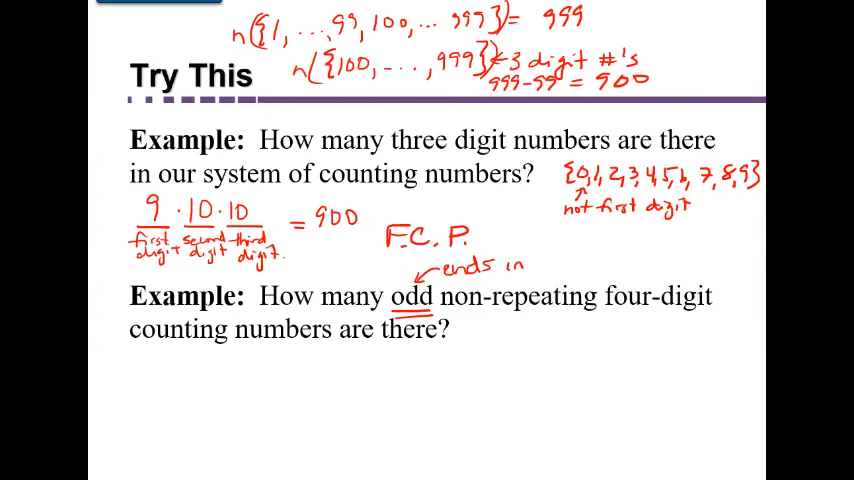 n({1, ..., 99, 100, ... 999}) = 999
n({100, - ..., 999}) ← 3 digit #'s
999-99 = 900
Try This
Example: How many three digit numbers are there
in our system of counting numbers?
{0,1,2,3,4,5,6,7,8,9}
not first digit
9 · 10 · 10 = 900
first digit second digit third digit
F.C.P.
ends in
Example: How many odd non-repeating four-digit
counting numbers are there?